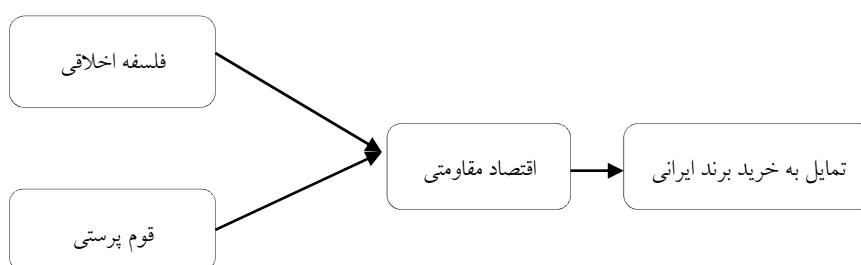 فلسفه اخلاقی
اقتصاد مقاومتی
تمایل به خرید برند ایرانی
قوم پرستی